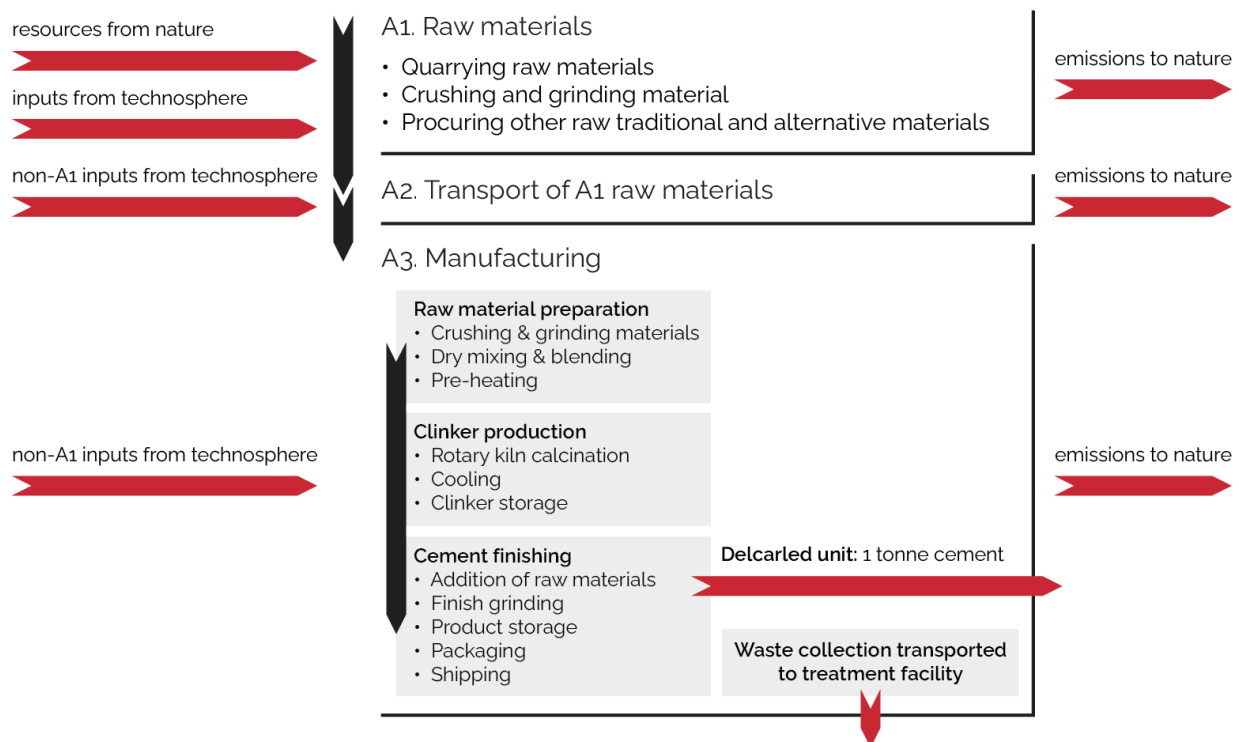 resources from nature
inputs from technosphere
A1. Raw materials
• Quarrying raw materials
• Crushing and grinding material
• Procuring other raw traditional and alternative materials
emissions to nature
non-A1 inputs from technosphere
A2. Transport of A1 raw materials
emissions to nature
A3. Manufacturing
Raw material preparation
• Crushing & grinding materials
• Dry mixing & blending
• Pre-heating
non-A1 inputs from technosphere
Clinker production
• Rotary kiln calcination
• Cooling
• Clinker storage
emissions to nature
Cement finishing
• Addition of raw materials
• Finish grinding
• Product storage
• Packaging
• Shipping
Delcarled unit: 1 tonne cement
Waste collection transported
to treatment facility